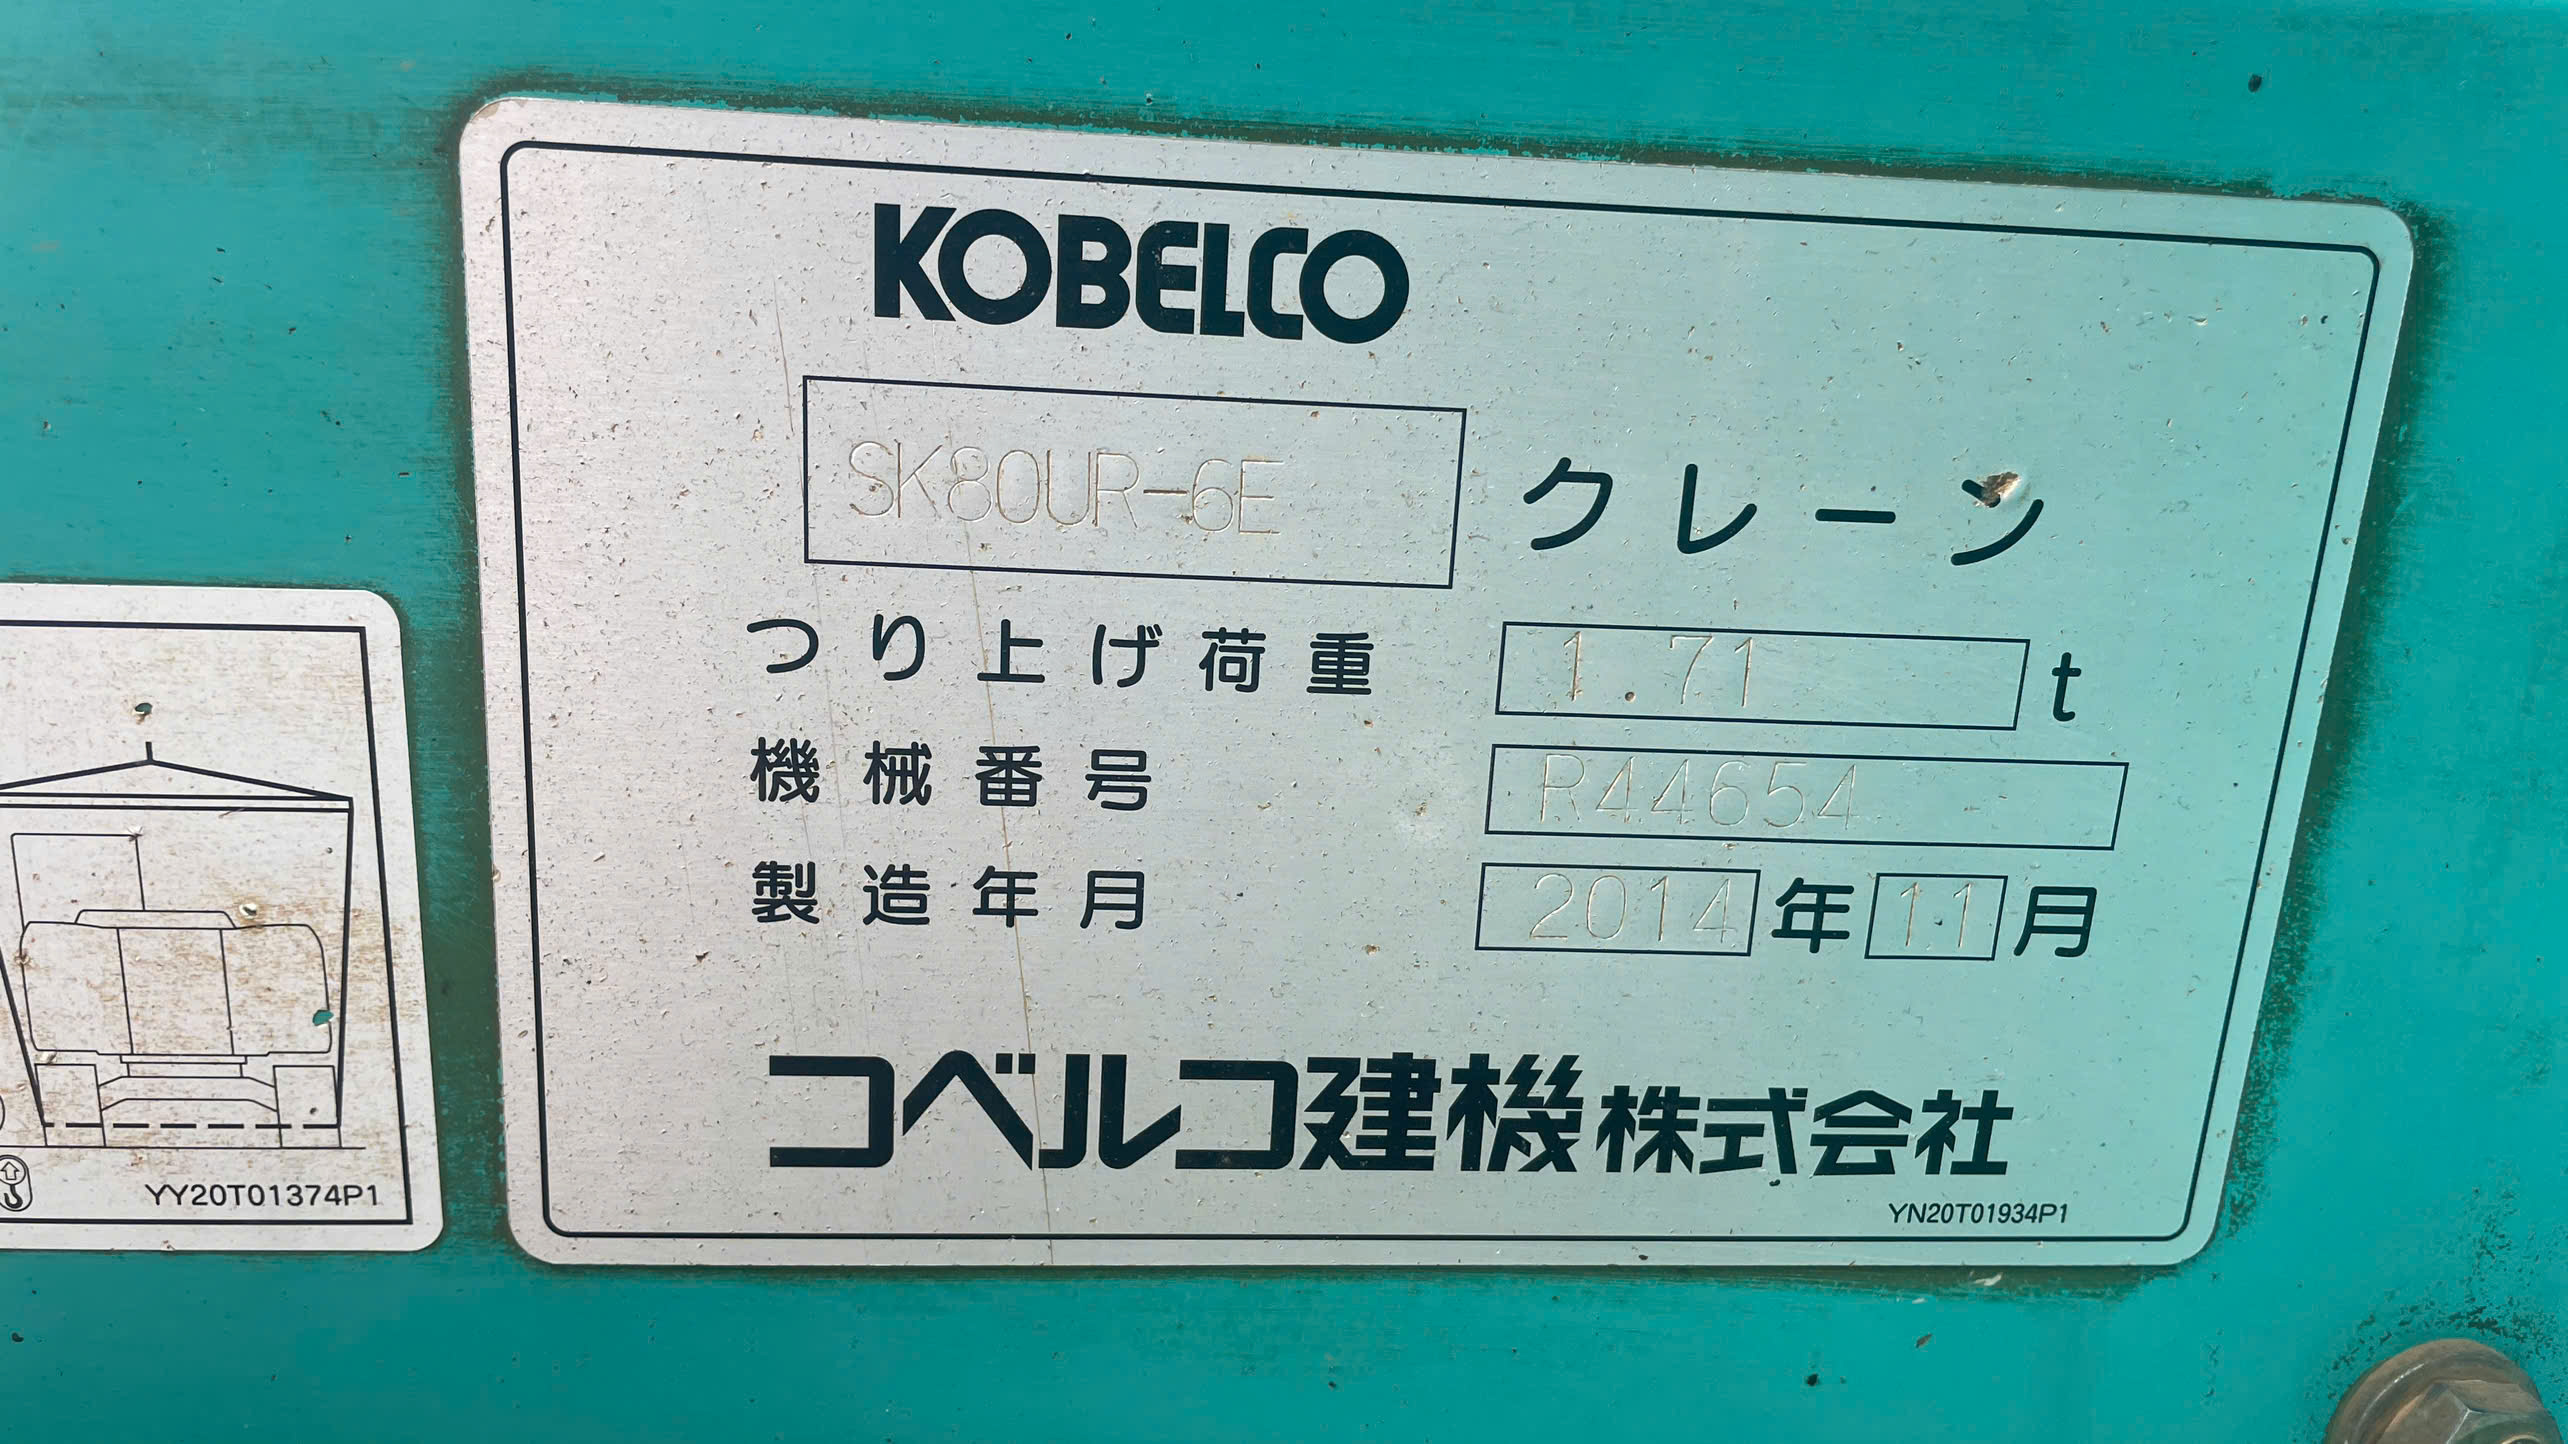 KOBELCO
SK80UR-6E クレーン
つり上げ荷重 1.71 t
機械番号 R44654
製造年月 2014年11月
コベルコ建機株式会社
YN20T01934P1
YY20T01374P1